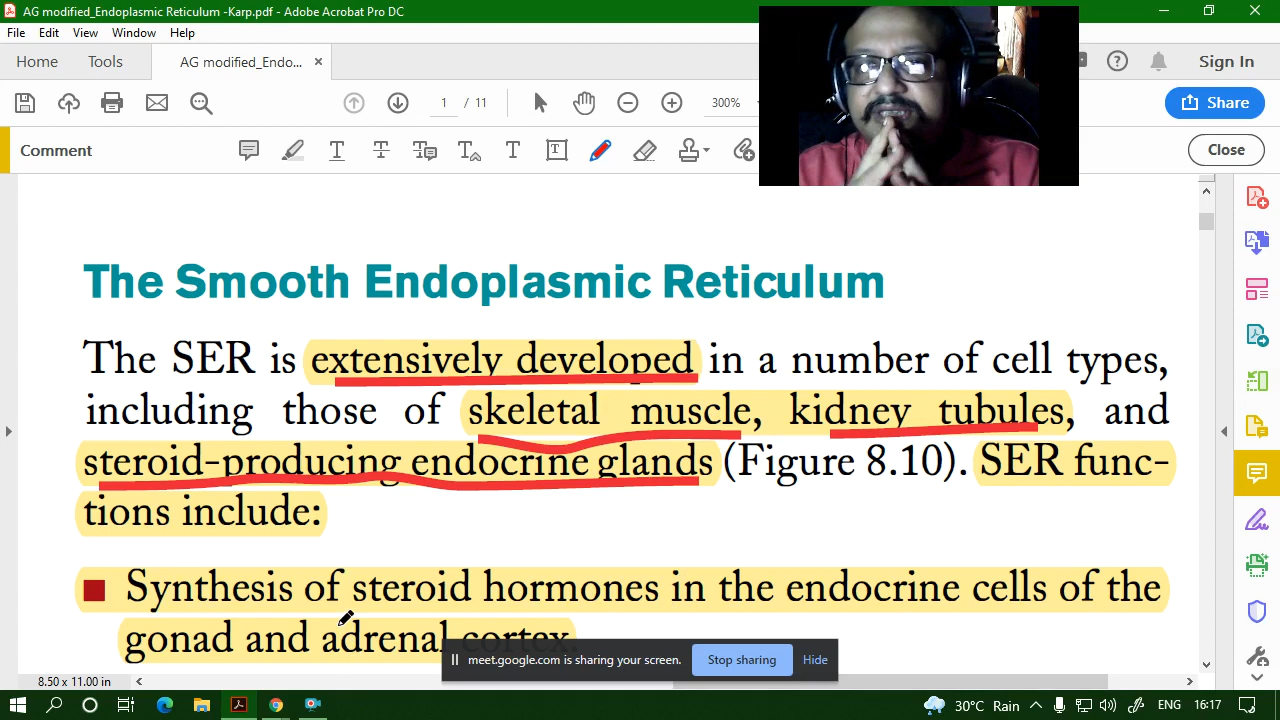 AG modified_Endoplasmic Reticulum -Karp.pdf - Adobe Acrobat Pro DC
File Edit View Window Help
Home Tools AG modified_Endo... × Sign In
1 / 11 300% Share
Comment Close
The Smooth Endoplasmic Reticulum
The SER is extensively developed in a number of cell types,
including those of skeletal muscle, kidney tubules, and
steroid-producing endocrine glands (Figure 8.10). SER func-
tions include:
Synthesis of steroid hormones in the endocrine cells of the
gonad and adrenal cortex.
meet.google.com is sharing your screen. Stop sharing Hide
8.50 x 11.00 in
30°C Rain ENG 16:17